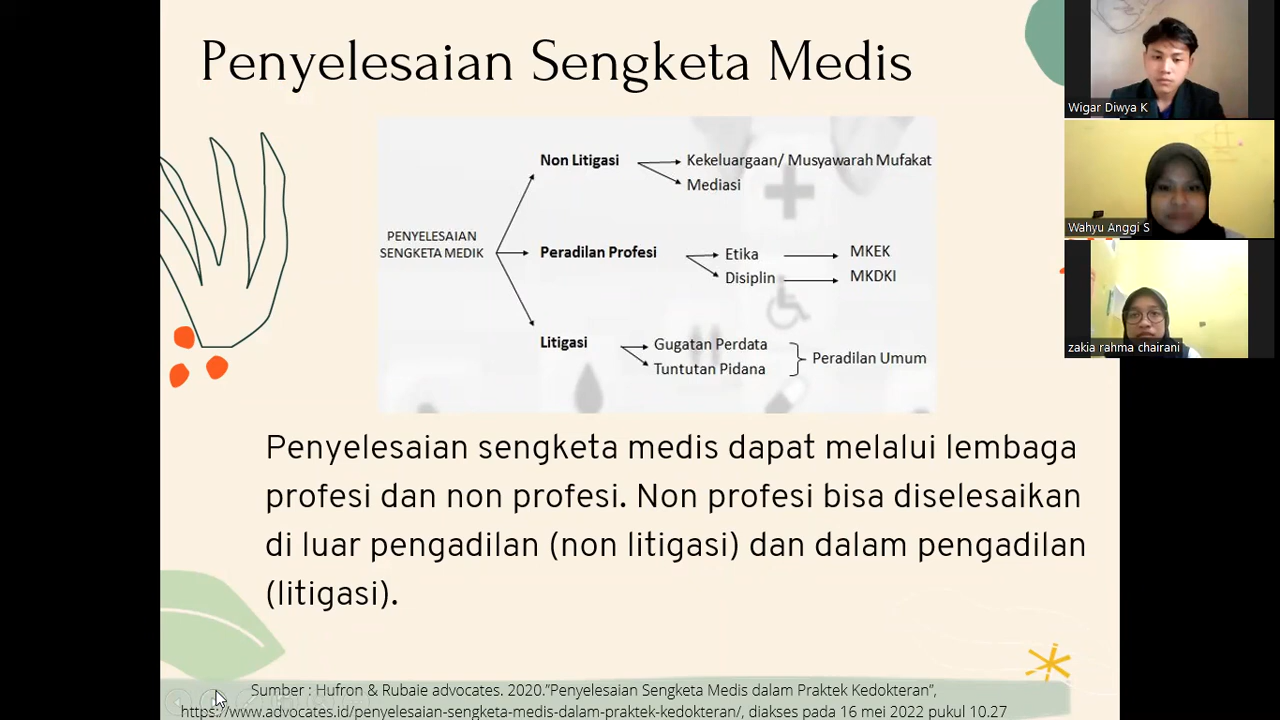 Penyelesaian Sengketa Medis
PENYELESAIAN
SENGKETA MEDIK
Non Litigasi
Kekeluargaan/ Musyawarah Mufakat
Mediasi
Peradilan Profesi
Etika
MKEK
Disiplin
MKDKI
Litigasi
Gugatan Perdata
Tuntutan Pidana
Peradilan Umum
Penyelesaian sengketa medis dapat melalui lembaga
profesi dan non profesi. Non profesi bisa diselesaikan
di luar pengadilan (non litigasi) dan dalam pengadilan
(litigasi).
Sumber : Hufron & Rubaie advocates. 2020."Penyelesaian Sengketa Medis dalam Praktek Kedokteran",
https://www.advocates.id/penyelesaian-sengketa-medis-dalam-praktek-kedokteran/, diakses pada 16 mei 2022 pukul 10.27
Wigar Diwya K
Wahyu Anggi S
zakia rahma chairani